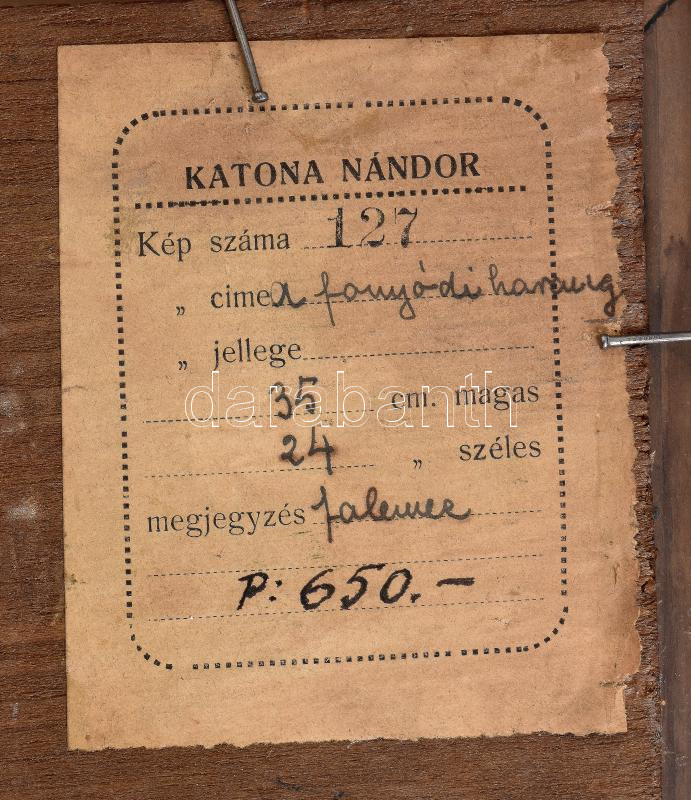 KATONA NÁNDOR
Kép száma 127
„ cime A fonyódi harang
„ jellege
35 cm. magas
24 „ széles
megjegyzés falemez
P: 650.-
darabanth